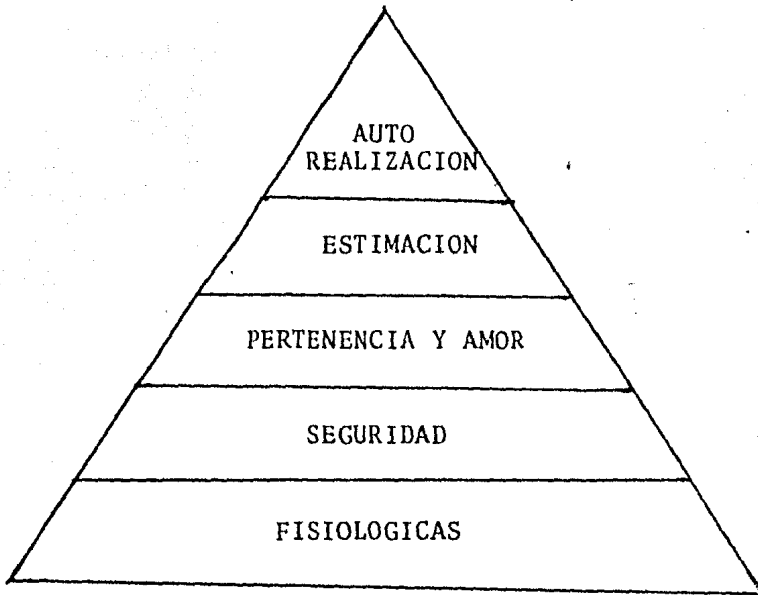 AUTO
REALIZACION
ESTIMACION
PERTENENCIA Y AMOR
SEGURIDAD
FISIOLOGICAS